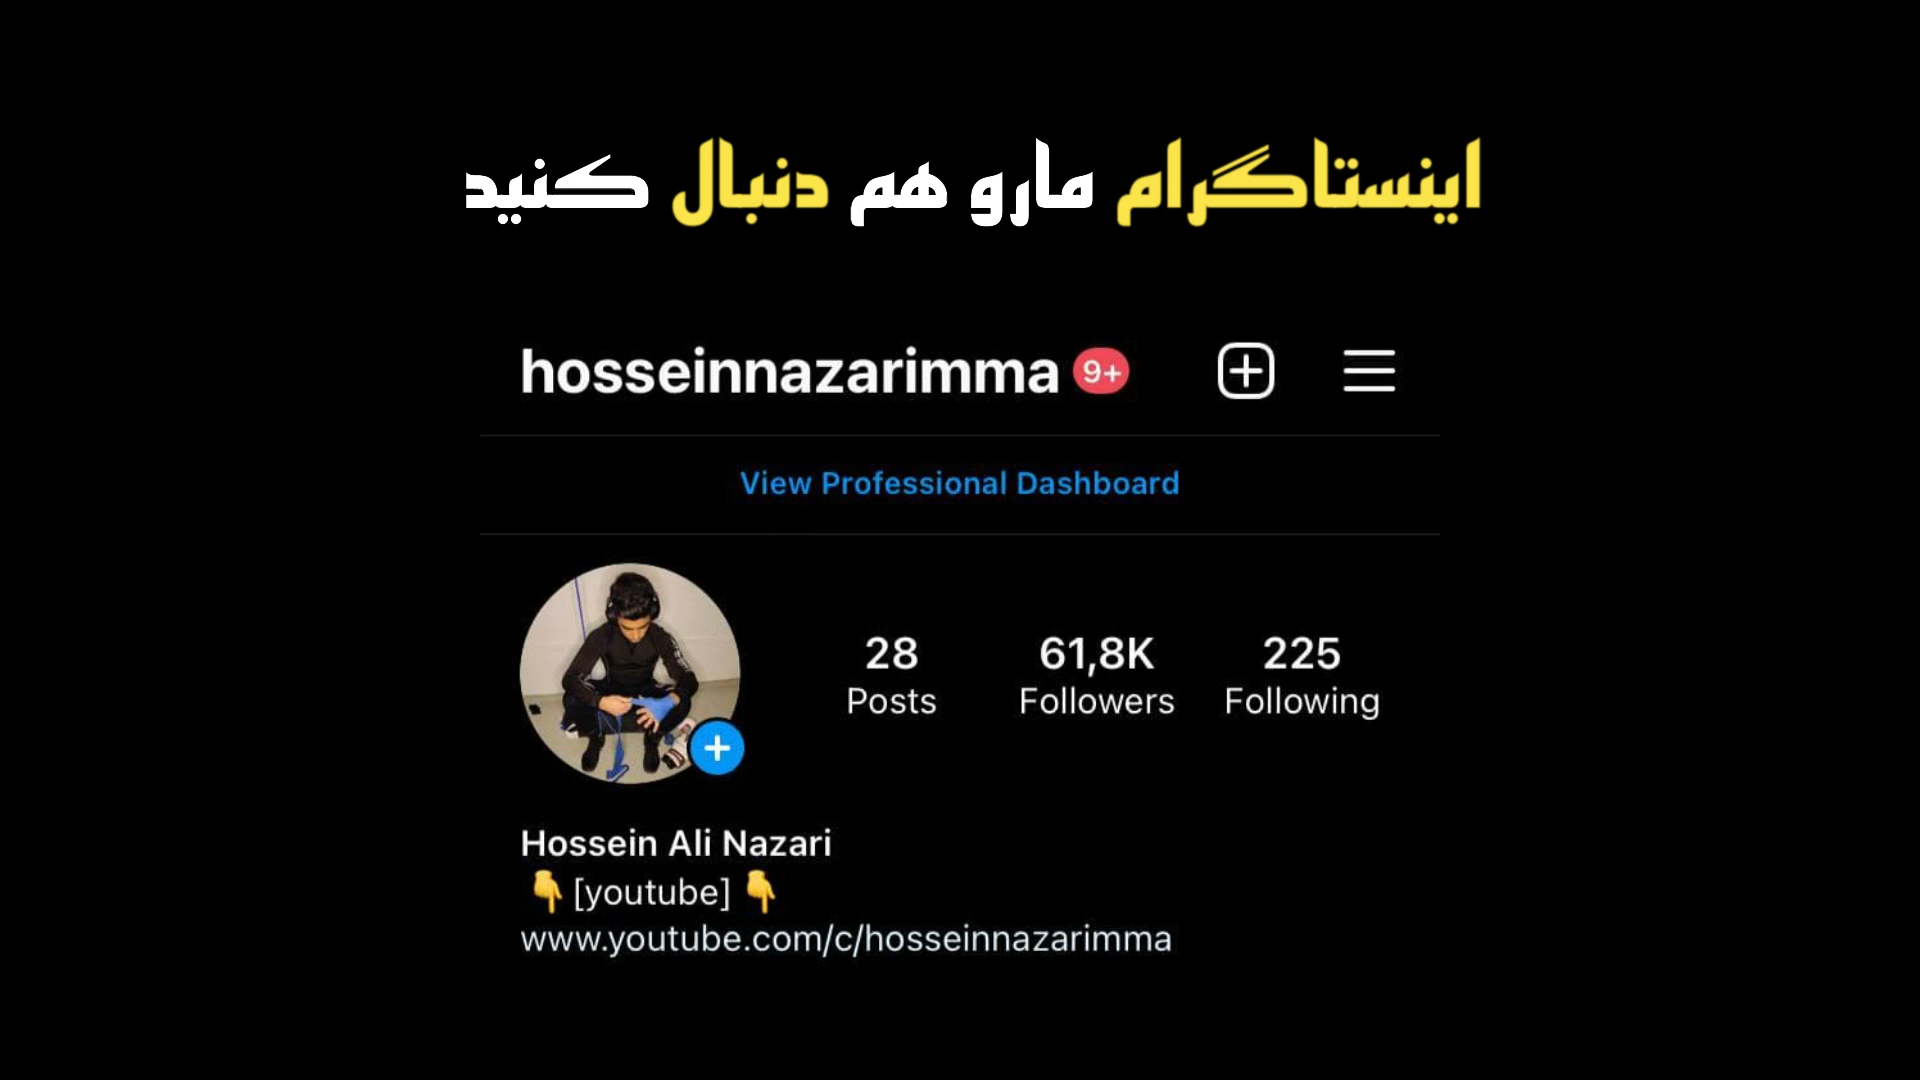 اینستاگرام مارو هم دنبال کنید
hosseinnazarimma 9+
View Professional Dashboard
28 61,8K 225
Posts Followers Following
Hossein Ali Nazari
👇[youtube]👇
www.youtube.com/c/hosseinnazarimma